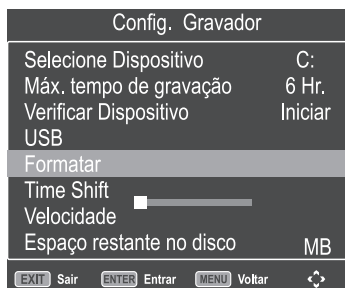 Config. Gravador
Selecione Dispositivo C:
Máx. tempo de gravação 6 Hr.
Verificar Dispositivo Iniciar
USB
Formatar
Time Shift
Velocidade
Espaço restante no disco MB
EXIT Sair ENTER Entrar MENU Voltar